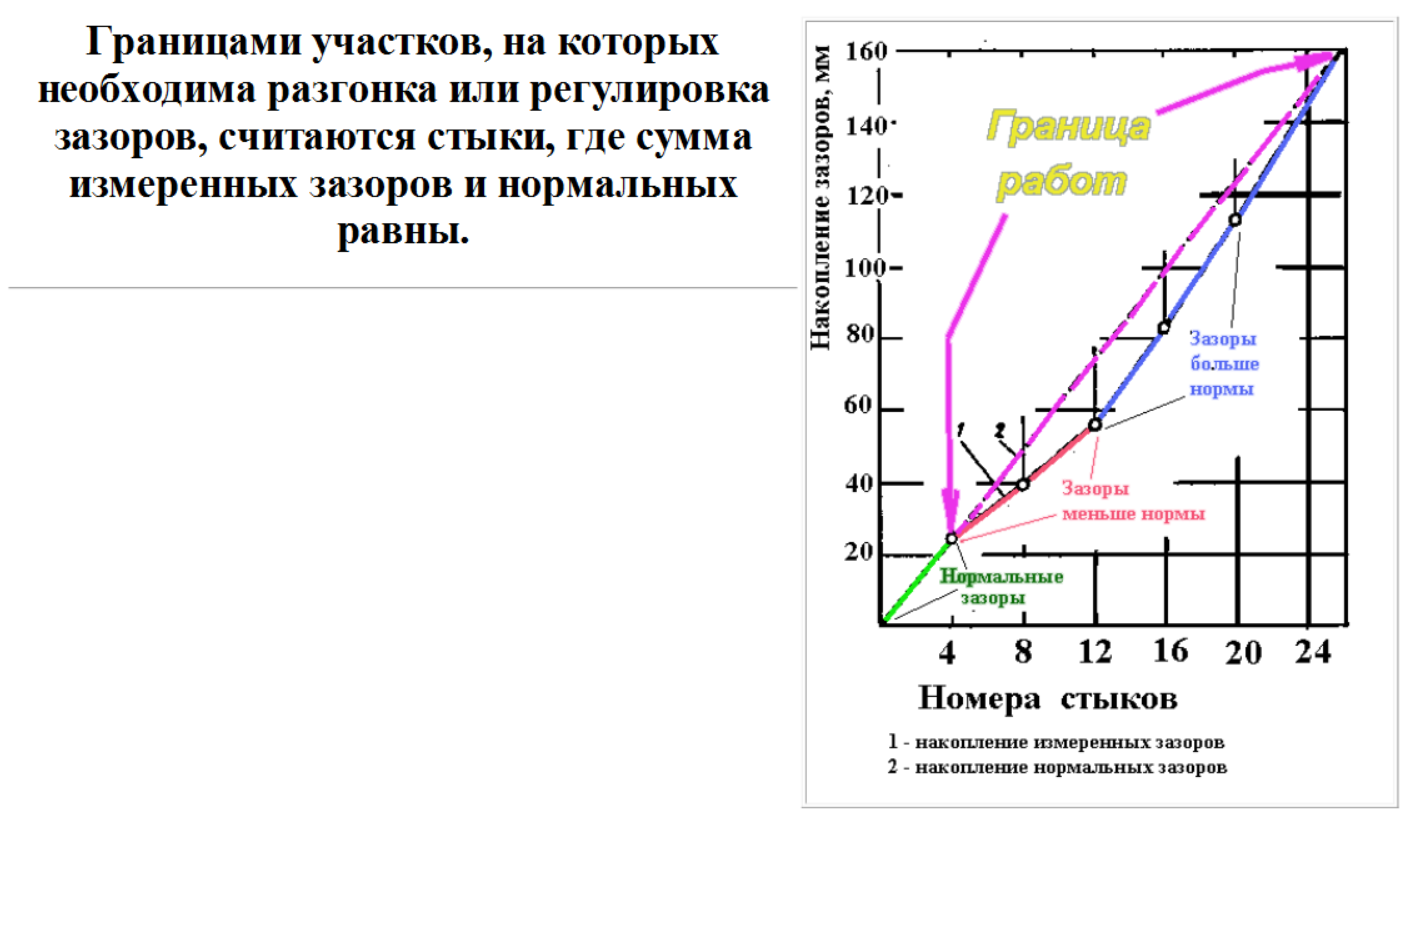 Границами участков, на которых
необходима разгонка или регулировка
зазоров, считаются стыки, где сумма
измеренных зазоров и нормальных
равны.
Накопление зазоров, мм
160
140
120
100
80
60
40
20
Граница
работ
Зазоры
больше
нормы
1
2
Зазоры
меньше нормы
Нормальные
зазоры
4 8 12 16 20 24
Номера стыков
1 - накопление измеренных зазоров
2 - накопление нормальных зазоров